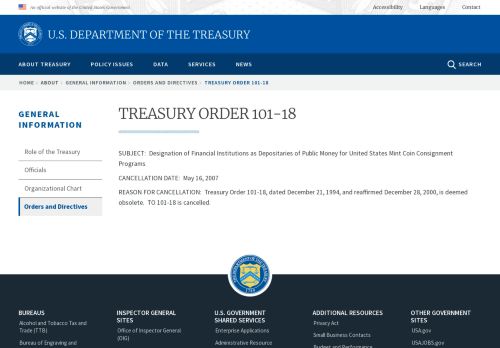 An official website of the United States Government
Accessibility Languages Contact
U.S. DEPARTMENT OF THE TREASURY
ABOUT TREASURY POLICY ISSUES DATA SERVICES NEWS SEARCH
HOME › ABOUT › GENERAL INFORMATION › ORDERS AND DIRECTIVES › TREASURY ORDER 101-18
GENERAL
INFORMATION
Role of the Treasury
Officials
Organizational Chart
Orders and Directives
TREASURY ORDER 101-18
SUBJECT: Designation of Financial Institutions as Depositaries of Public Money for United States Mint Coin Consignment
Programs
CANCELLATION DATE: May 16, 2007
REASON FOR CANCELLATION: Treasury Order 101-18, dated December 21, 1994, and reaffirmed December 28, 2000, is deemed
obsolete. TO 101-18 is cancelled.
BUREAUS
Alcohol and Tobacco Tax and
Trade (TTB)
Bureau of Engraving and
INSPECTOR GENERAL
SITES
Office of Inspector General
(OIG)
U.S. GOVERNMENT
SHARED SERVICES
Enterprise Applications
Administrative Resource
ADDITIONAL RESOURCES
Privacy Act
Small Business Contacts
Budget and Performance
OTHER GOVERNMENT
SITES
USA.gov
USAJOBS.gov